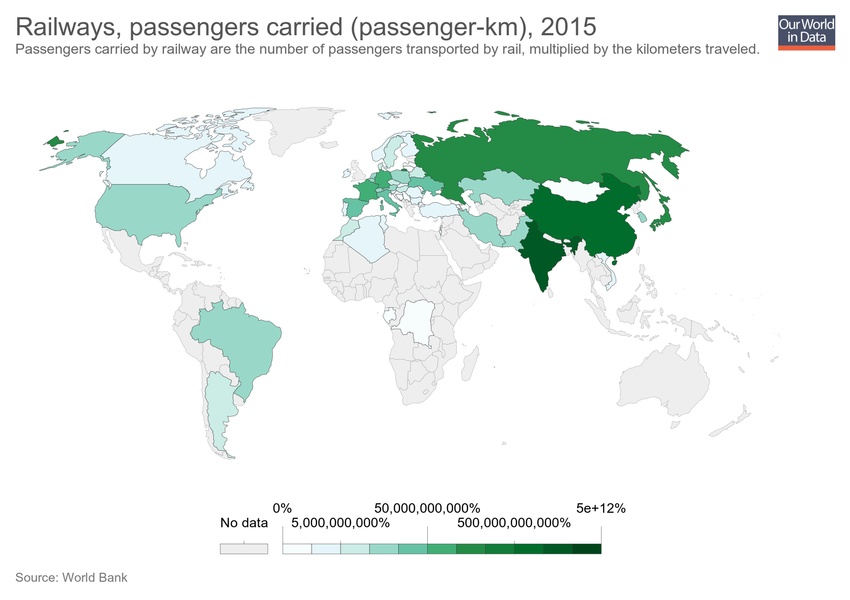 Railways, passengers carried (passenger-km), 2015
Passengers carried by railway are the number of passengers transported by rail, multiplied by the kilometers traveled.
Our World
in Data
0% 50,000,000,000% 5e+12%
No data 5,000,000,000% 500,000,000,000%
Source: World Bank